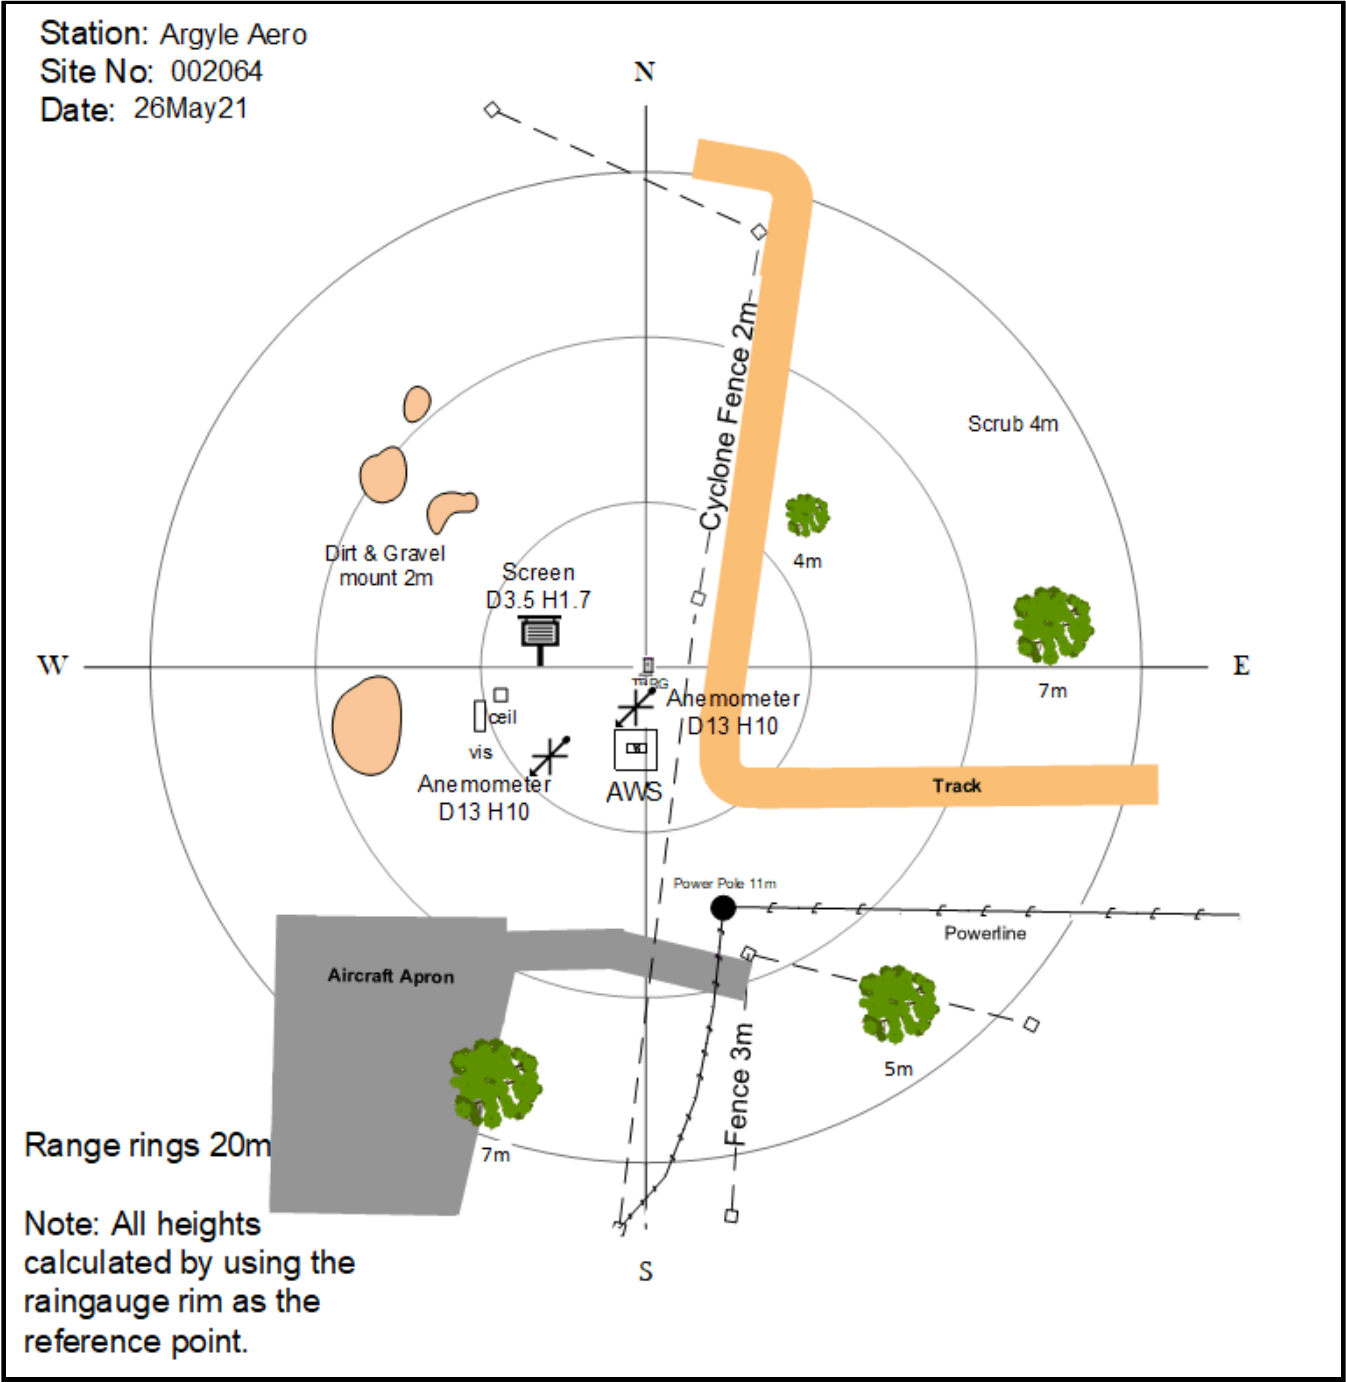 Station: Argyle Aero
Site No: 002064
Date: 26May21
N
Cyclone Fence 2m
Scrub 4m
4m
Dirt & Gravel
mount 2m
Screen
D3.5 H1.7
W
E
7m
Anemometer
D13 H10
ceil
vis
Anemometer
D13 H10
AWS
Track
Power Pole 11m
Powerline
Aircraft Apron
Fence 3m
5m
7m
Range rings 20m
Note: All heights
calculated by using the
raingauge rim as the
reference point.
S